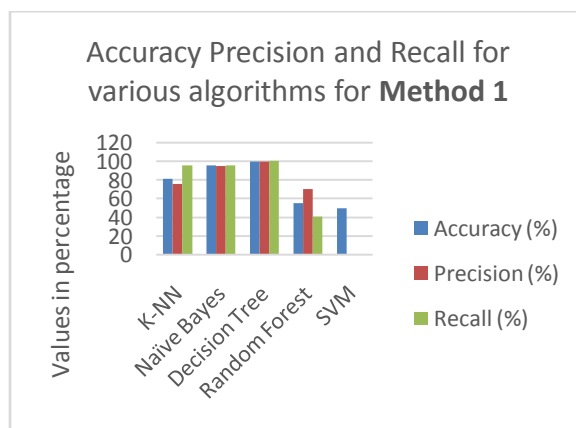 Accuracy Precision and Recall for
various algorithms for Method 1
Values in percentage
120
100
80
60
40
20
0
K-NN
Naïve Bayes
Decision Tree
Random Forest
SVM
Accuracy (%)
Precision (%)
Recall (%)